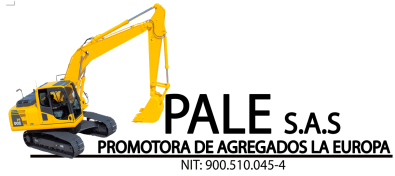 PALE S.A.S
PROMOTORA DE AGREGADOS LA EUROPA
NIT: 900.510.045-4